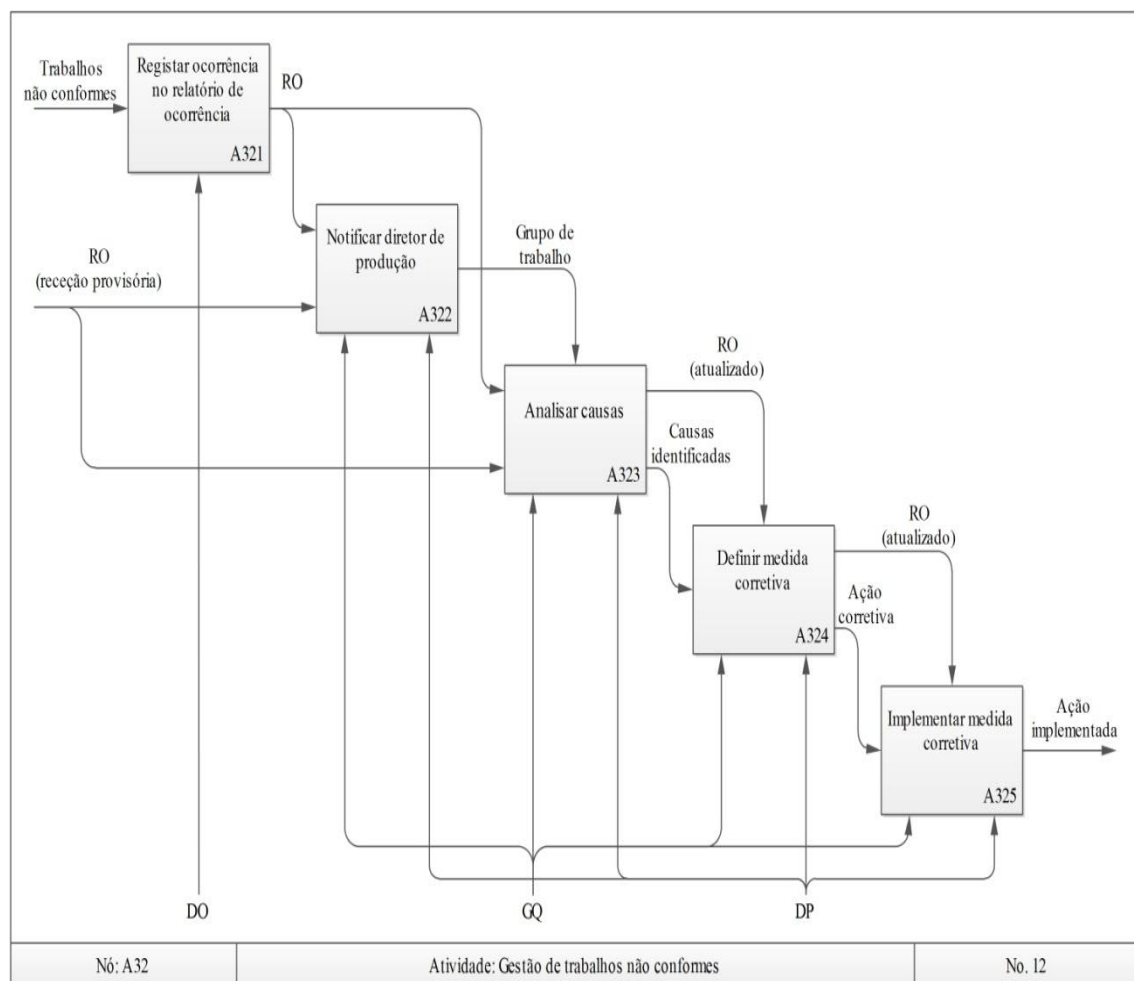 Trabalhos
não conformes
Registar ocorrência
no relatório de
ocorrência
A321
RO
RO
(receção provisória)
Notificar diretor de
produção
A322
Grupo de
trabalho
Analisar causas
A323
RO
(atualizado)
Causas
identificadas
Definir medida
corretiva
A324
RO
(atualizado)
Ação
corretiva
Implementar medida
corretiva
A325
Ação
implementada
DO
GQ
DP
Nó: A32
Atividade: Gestão de trabalhos não conformes
No. 12